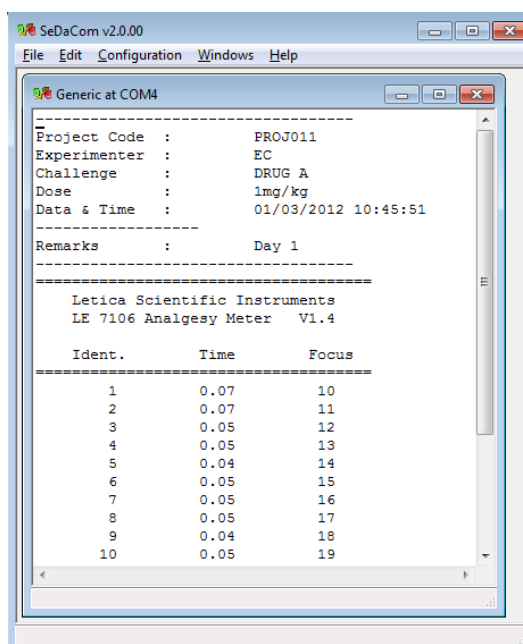 SeDaCom v2.0.00
File Edit Configuration Windows Help
Generic at COM4
-----------------------------------
Project Code : PROJ011
Experimenter : EC
Challenge : DRUG A
Dose : 1mg/kg
Data & Time : 01/03/2012 10:45:51
------------------
Remarks : Day 1
-----------------------------------
=====================================
Letica Scientific Instruments
LE 7106 Analgesy Meter V1.4
Ident. Time Focus
=====================================
1 0.07 10
2 0.07 11
3 0.05 12
4 0.05 13
5 0.04 14
6 0.05 15
7 0.05 16
8 0.05 17
9 0.04 18
10 0.05 19